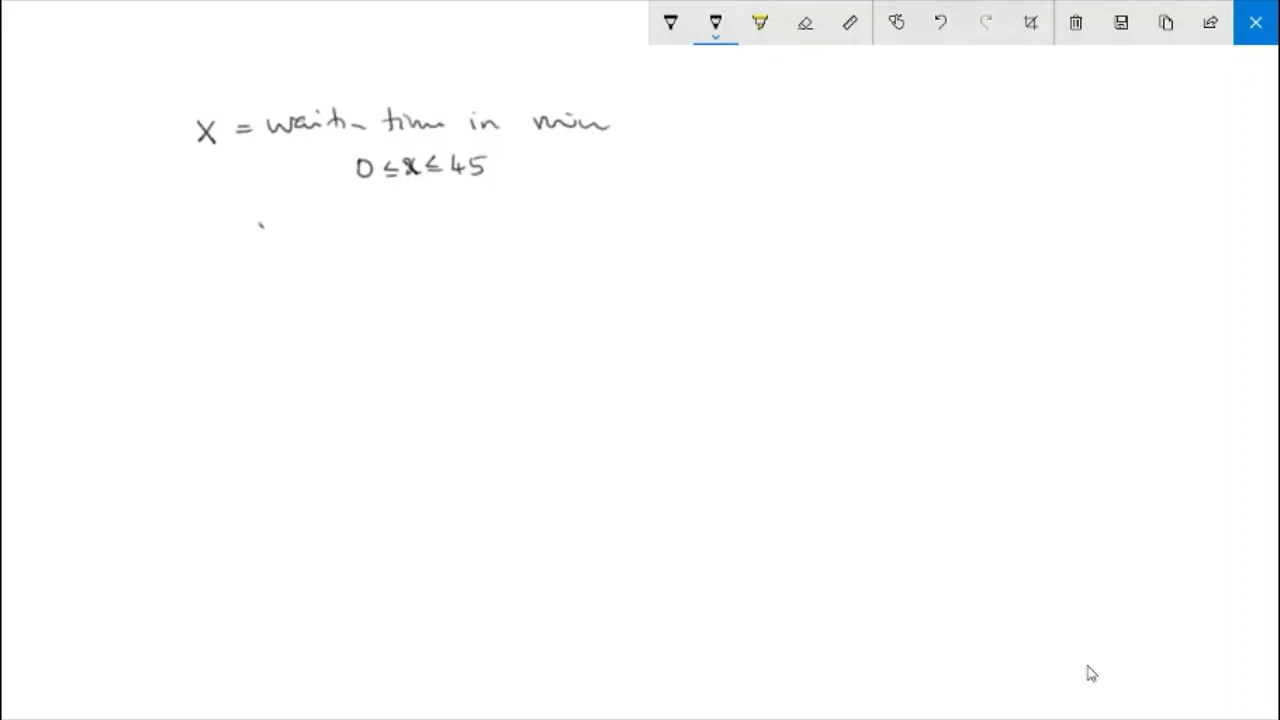 X = wait-time in min
0 ≤ x ≤ 45